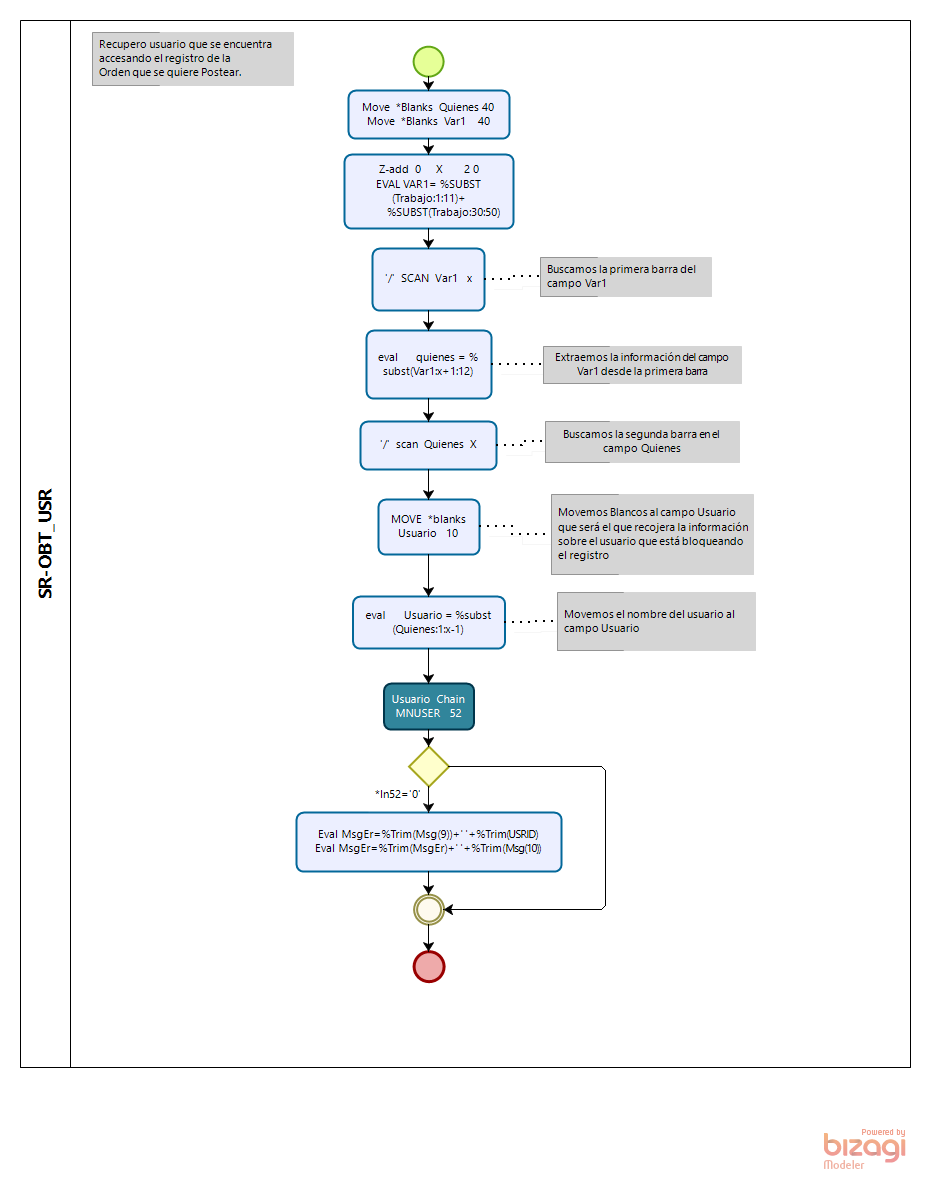 Recupero usuario que se encuentra
accesando el registro de la
Orden que se quiere Postear.
Move *Blanks Quienes 40
Move *Blanks Var1 40
Z-add 0 X 2 0
EVAL VAR1= %SUBST
(Trabajo:1:11)+
%SUBST(Trabajo:30:50)
'/' SCAN Var1 x
Buscamos la primera barra del
campo Var1
eval quienes = %
subst(Var1:x+1:12)
Extraemos la información del campo
Var1 desde la primera barra
'/' scan Quienes X
Buscamos la segunda barra en el
campo Quienes
MOVE *blanks
Usuario 10
Movemos Blancos al campo Usuario
que será el que recojera la información
sobre el usuario que está bloqueando
el registro
SR-OBT_USR
eval Usuario = %subst
(Quienes:1:x-1)
Movemos el nombre del usuario al
campo Usuario
Usuario Chain
MNUSER 52
*In52='0'
Eval MsgEr=%Trim(Msg(9))+' '+%Trim(USRID)
Eval MsgEr=%Trim(MsgEr)+' '+%Trim(Msg(10))
Powered by
bizagi
Modeler